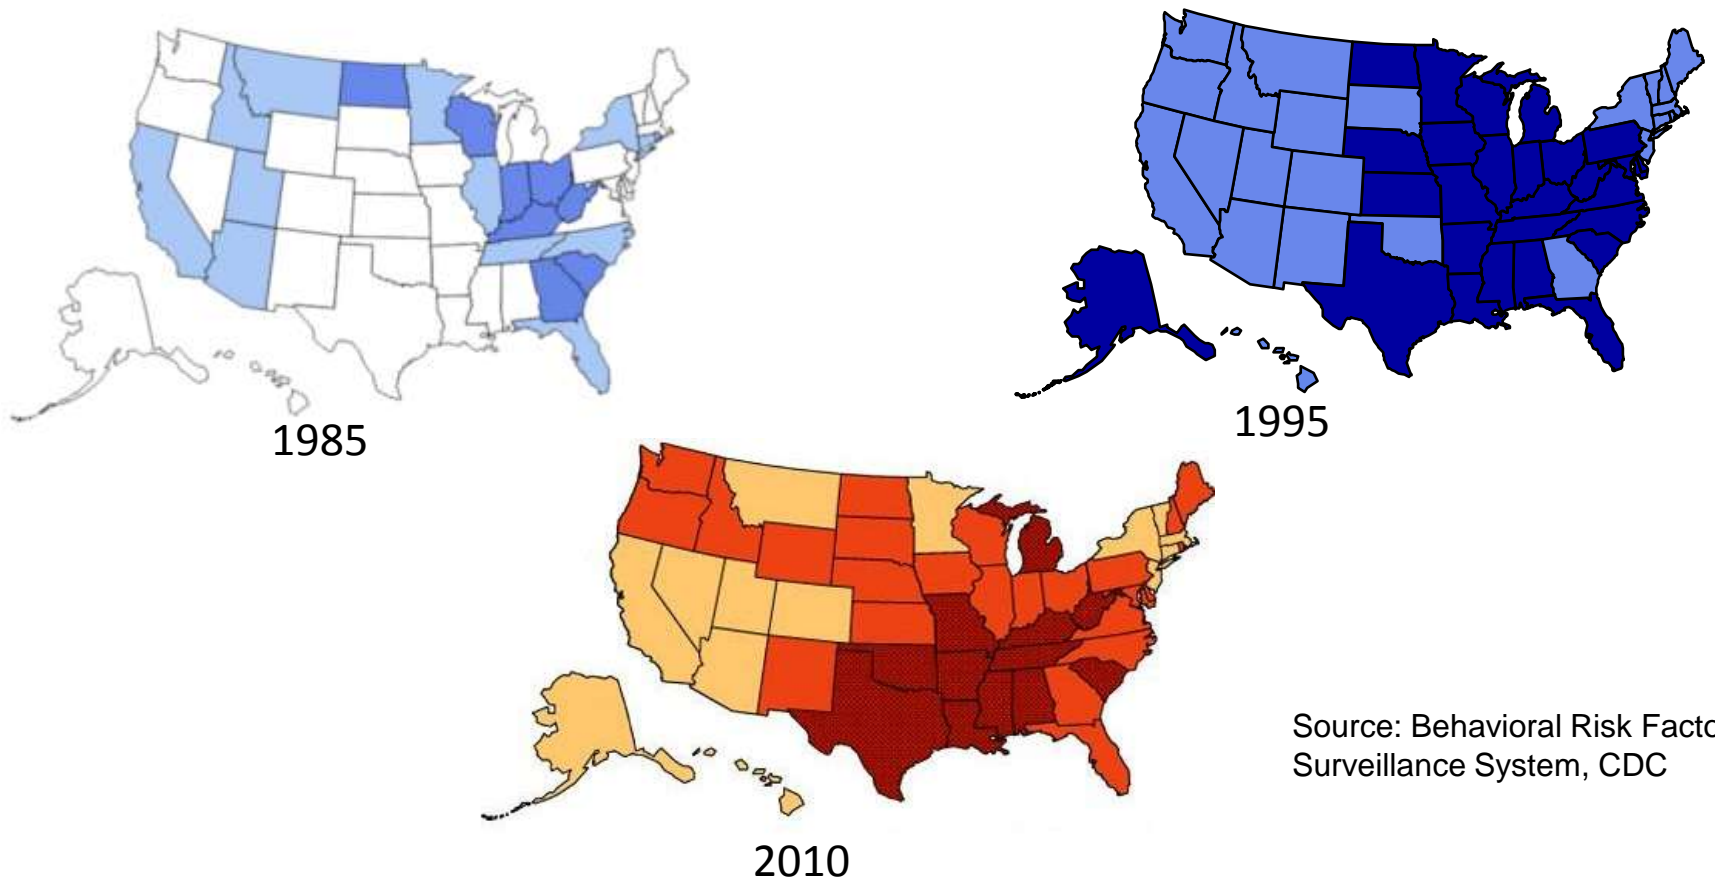 1985
1995
2010
Source: Behavioral Risk Facto
Surveillance System, CDC